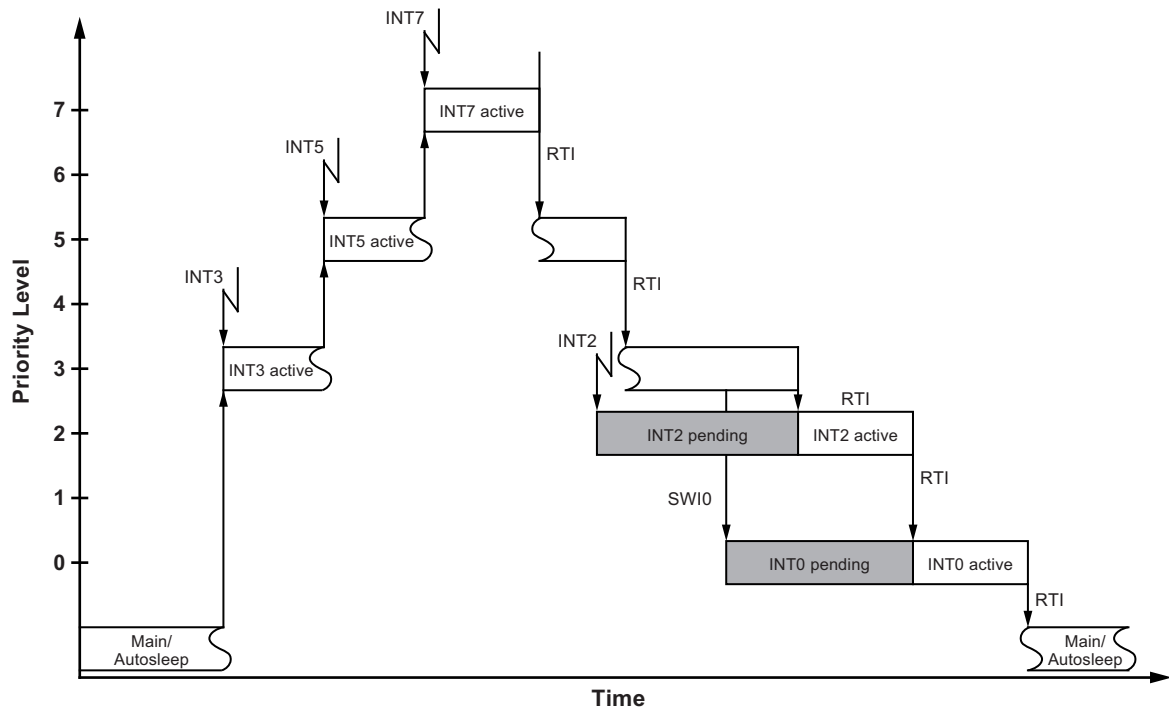 INT7
7
INT7 active
INT5
RTI
6
5
INT5 active
INT3
RTI
4
INT2
3
INT3 active
RTI
2
INT2 pending
INT2 active
RTI
1
SWI0
0
INT0 pending
INT0 active
RTI
Main/
Autosleep
Main/
Autosleep
Priority Level
Time